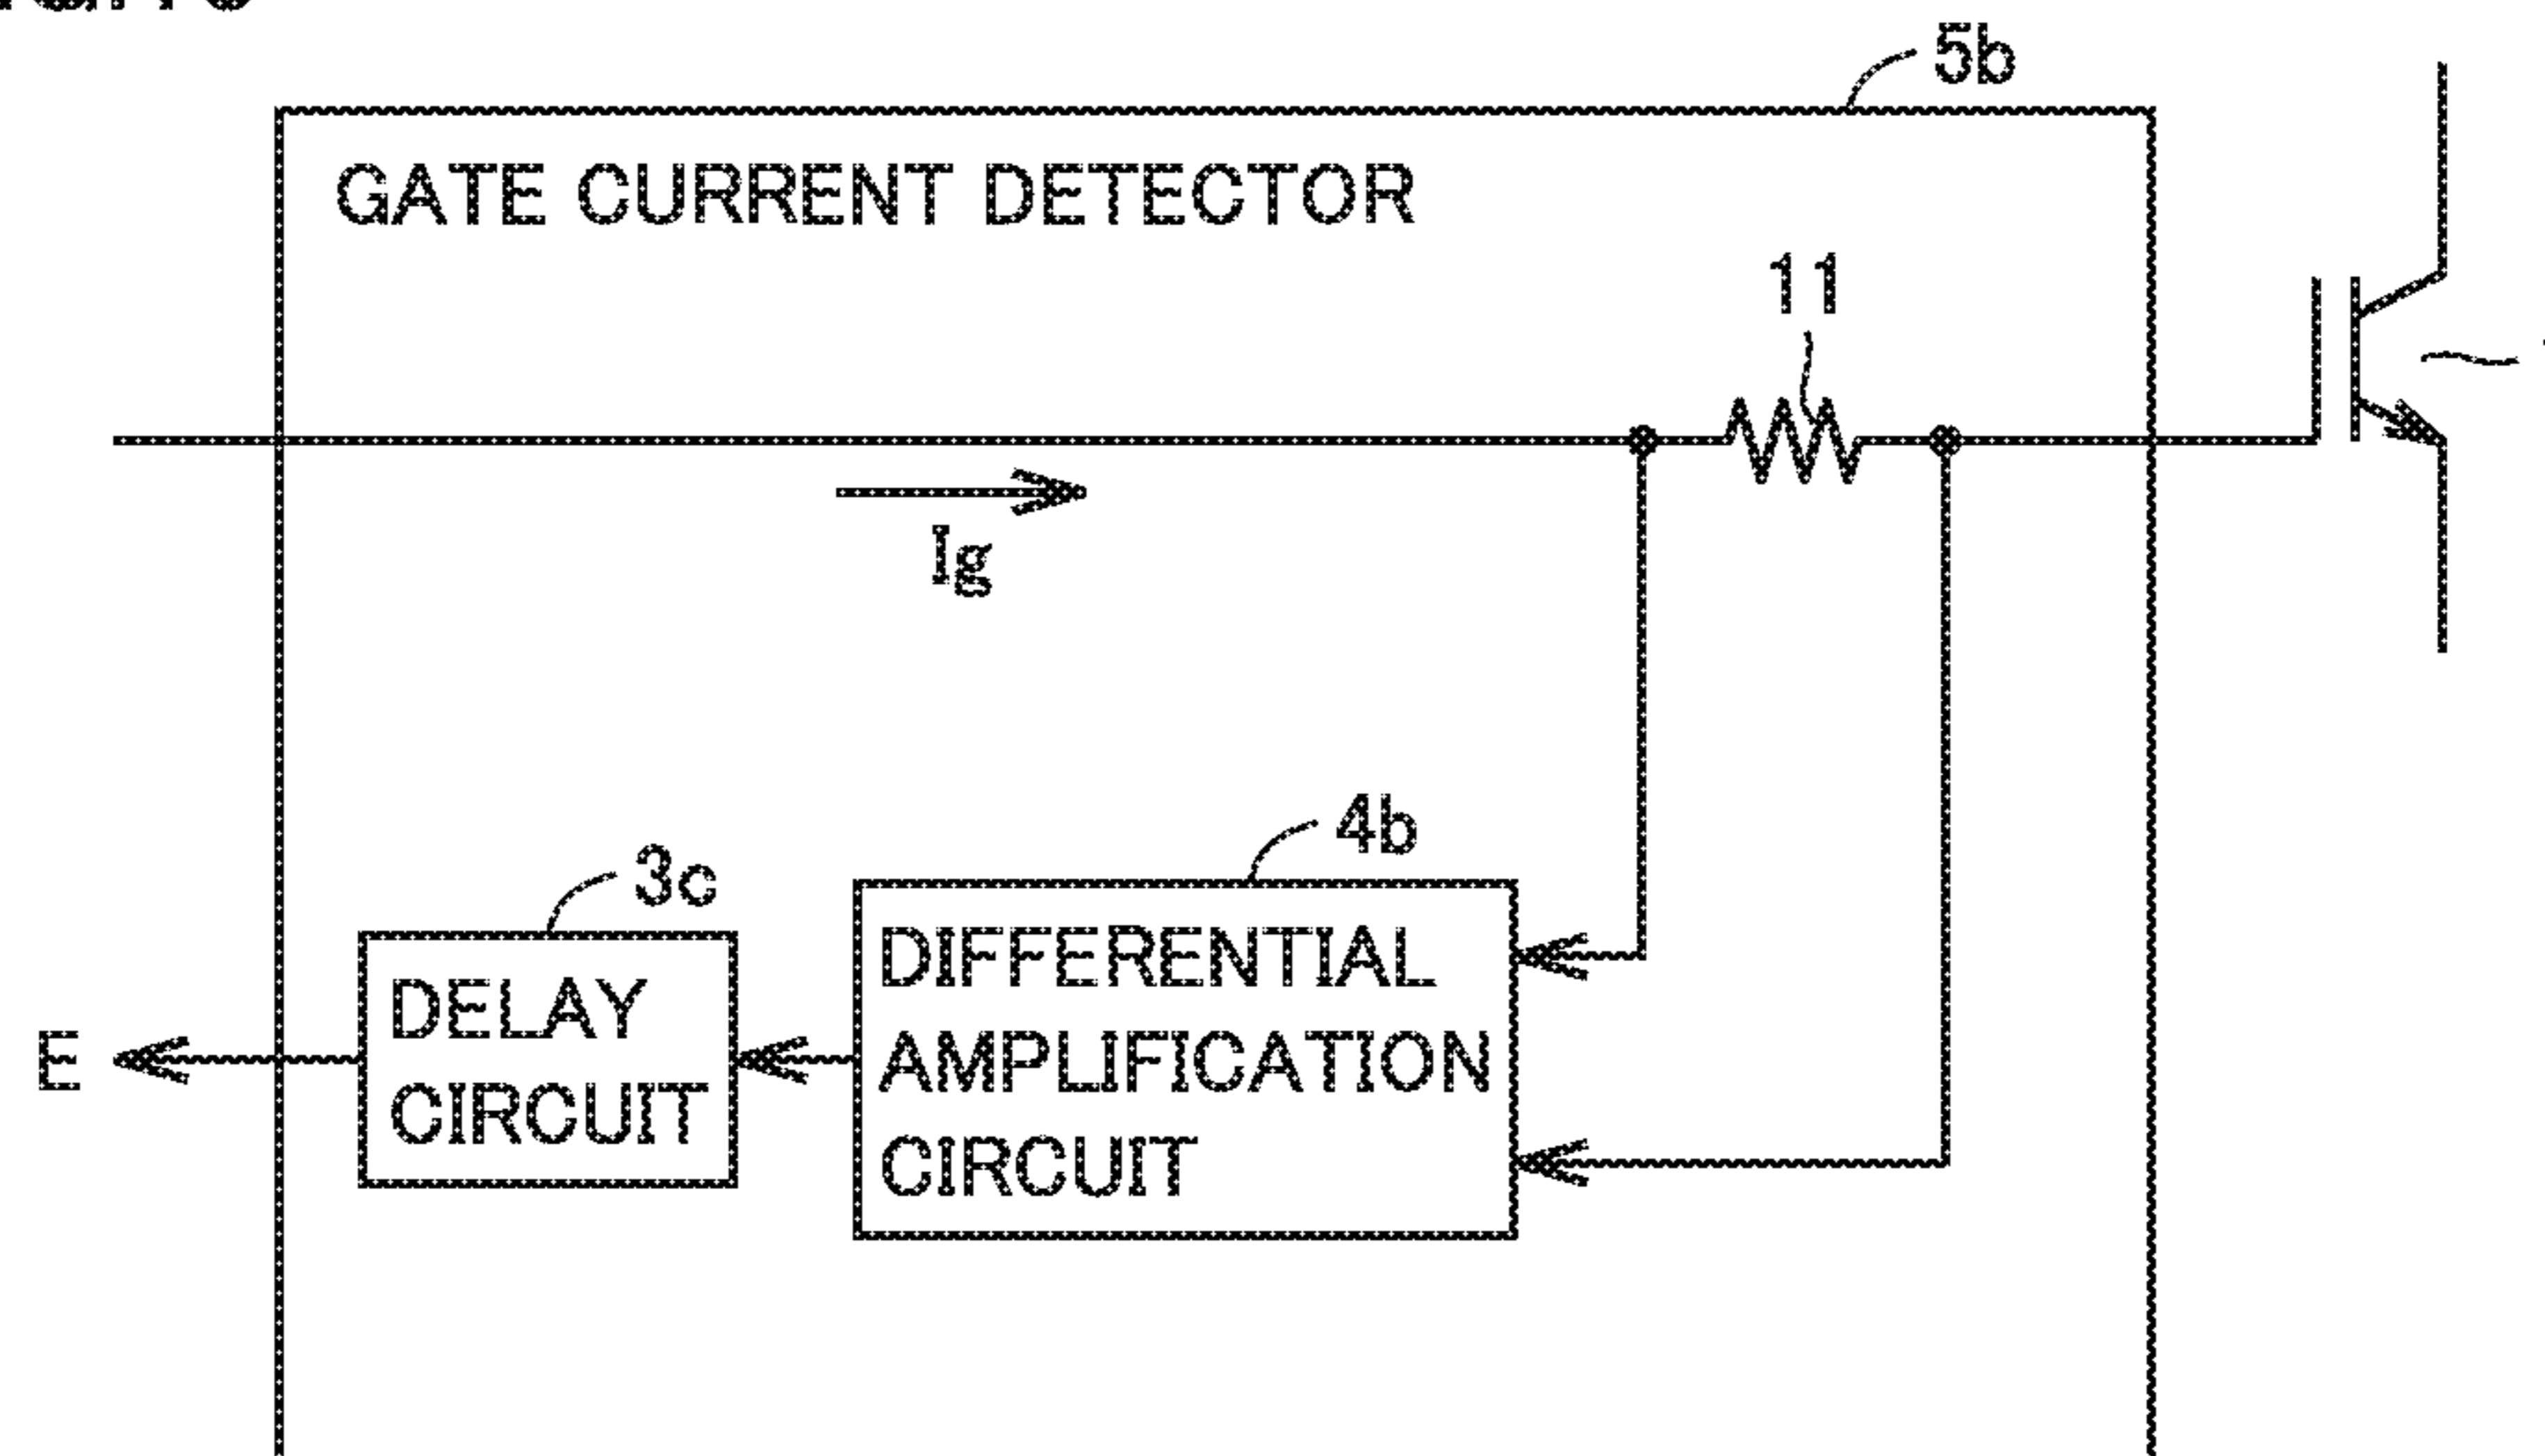 5b
GATE CURRENT DETECTOR
11
Ig
4b
3c
DIFFERENTIAL
AMPLIFICATION
CIRCUIT
DELAY
CIRCUIT
E